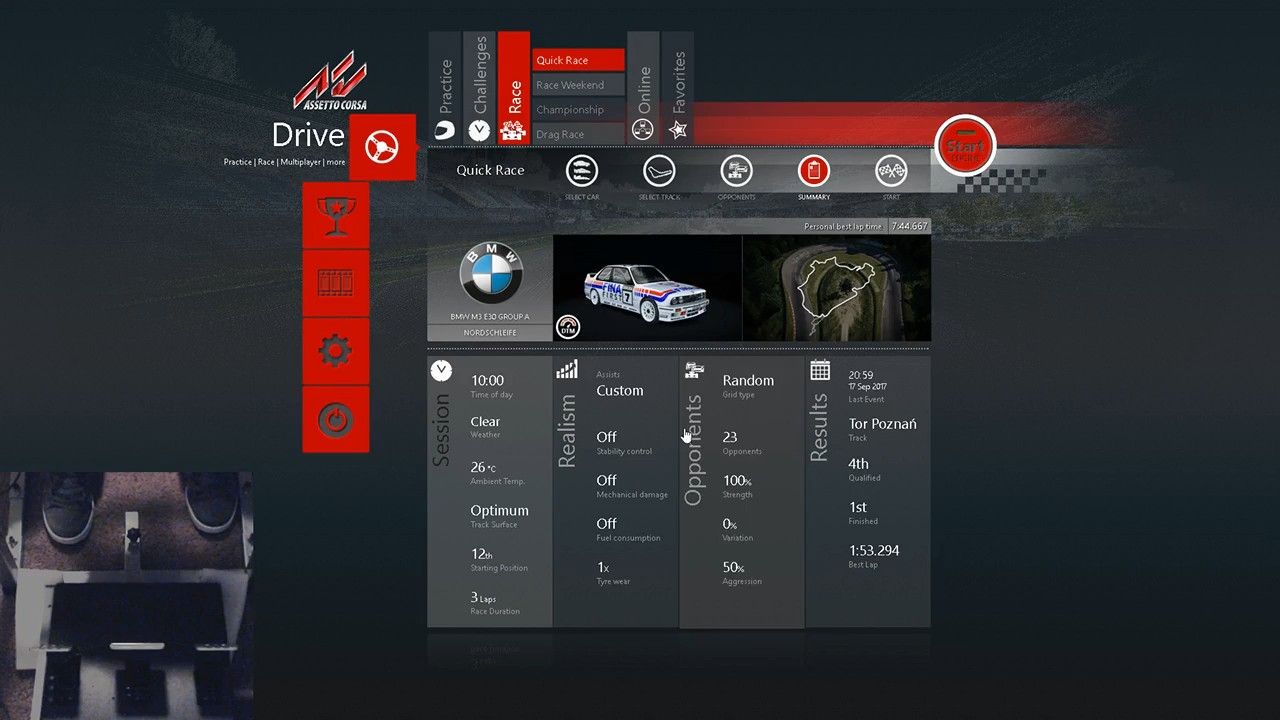 ASSETTO CORSA
Drive
Practice | Race | Multiplayer | more
Practice
Challenges
Race
Quick Race
Race Weekend
Championship
Drag Race
Online
Favorites
Start
Quick Race
SELECT CAR
SELECT TRACK
OPPONENTS
SUMMARY
START
Personal best lap time 7:44.667
BMW
BMW M3 E30 GROUP A
NORDSCHLEIFE
FINA
FIRST 7
DTM
Session
10:00
Time of day
Clear
Weather
26 °C
Ambient Temp.
Optimum
Track Surface
12th
Starting Position
3 Laps
Race Duration
Realism
Assists
Custom
Off
Stability control
Off
Mechanical damage
Off
Fuel consumption
1x
Tyre wear
Opponents
Random
Grid type
23
Opponents
100%
Strength
0%
Variation
50%
Aggression
Results
20:59
17 Sep 2017
Last Event
Tor Poznań
Track
4th
Qualified
1st
Finished
1:53.294
Best Lap